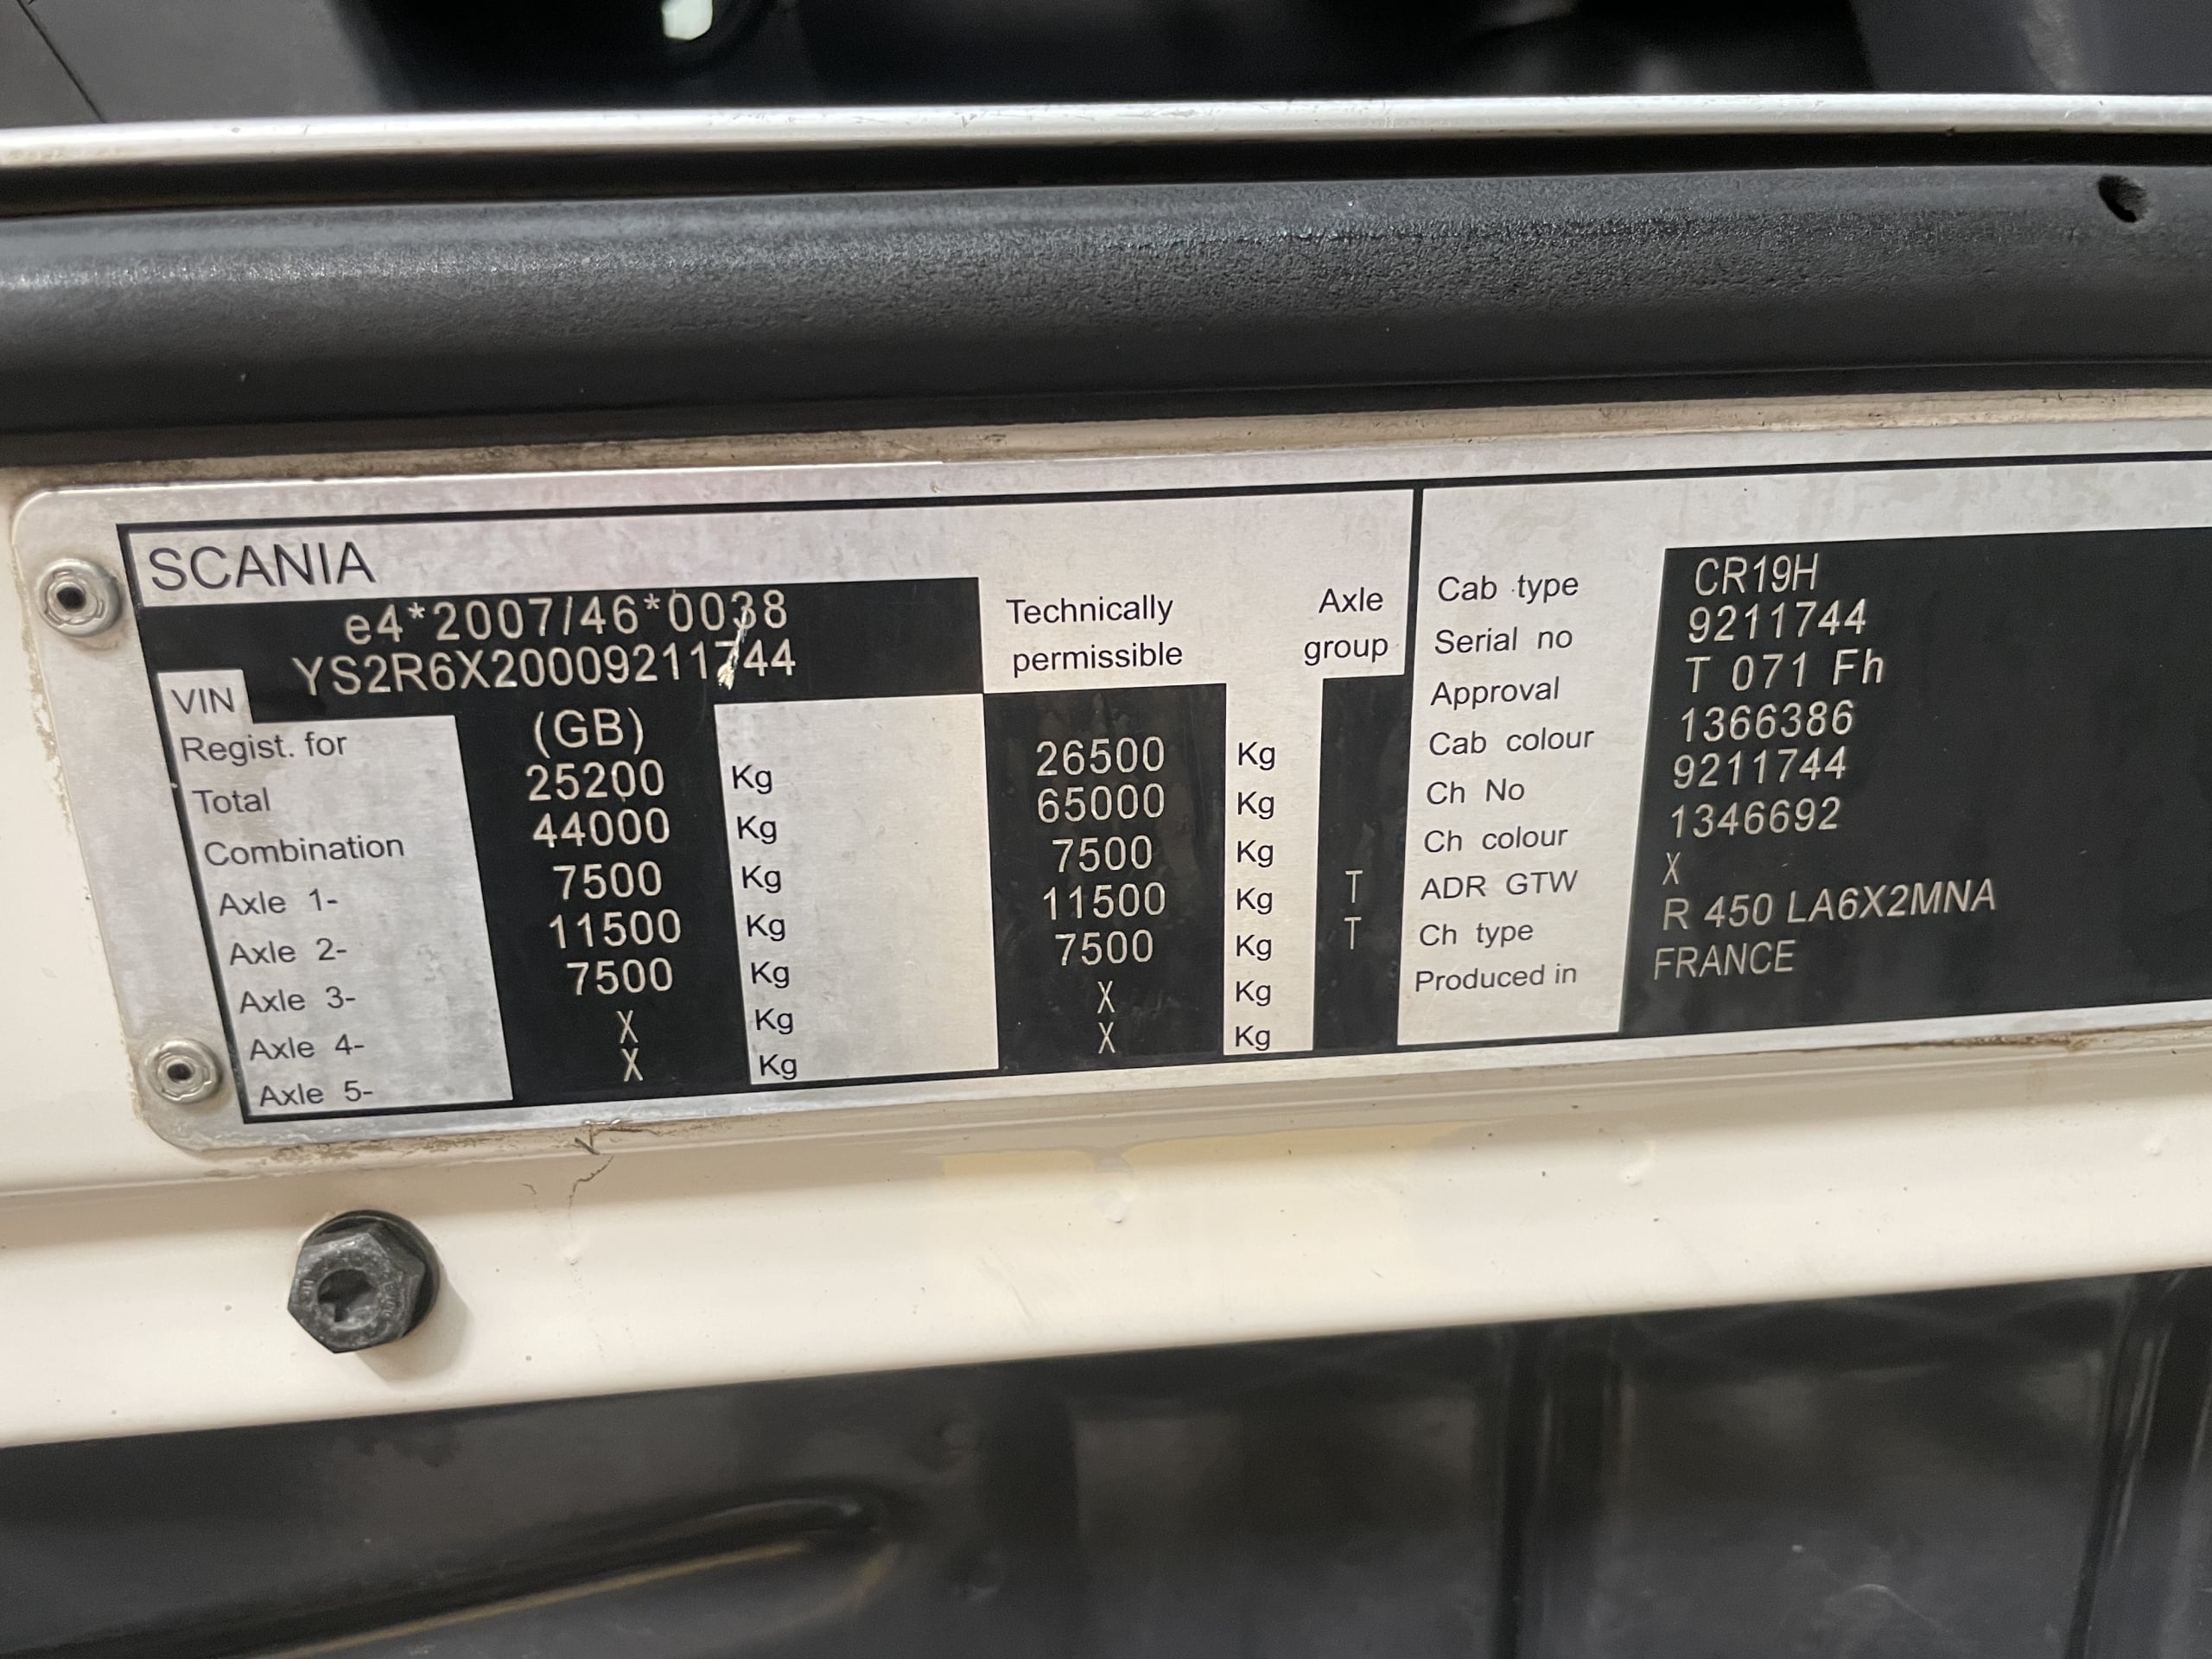 SCANIA
e4*2007/46*0038
VIN YS2R6X20009211744
Regist. for (GB)
Technically permissible
Axle group
Total 25200 Kg 26500 Kg
Combination 44000 Kg 65000 Kg
Axle 1- 7500 Kg 7500 Kg
Axle 2- 11500 Kg 11500 Kg T
Axle 3- 7500 Kg 7500 Kg T
Axle 4- X Kg X Kg
Axle 5- X Kg X Kg
Cab type CR19H
Serial no 9211744
Approval T 071 Fh
Cab colour 1366386
Ch No 9211744
Ch colour 1346692
ADR GTW X
Ch type R 450 LA6X2MNA
Produced in FRANCE